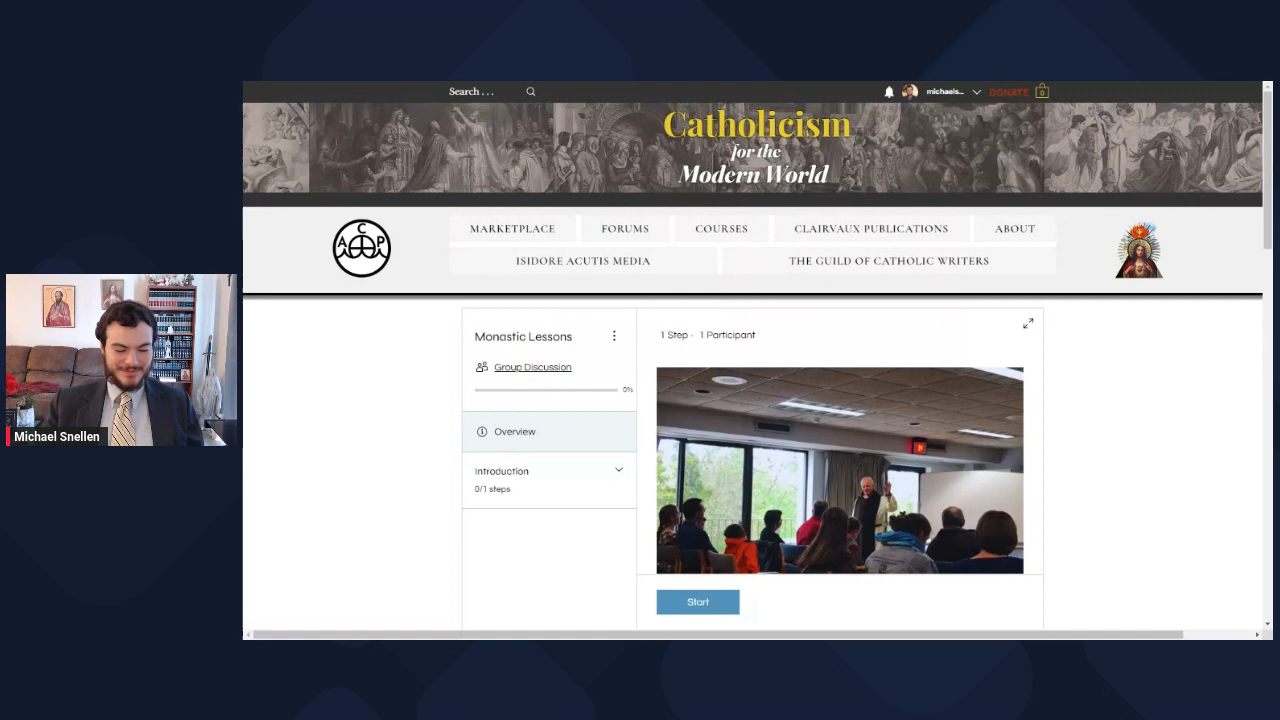 Search . . .
michaels...
DONATE
0
Catholicism
for the
Modern World
A C P
MARKETPLACE
FORUMS
COURSES
CLAIRVAUX PUBLICATIONS
ABOUT
ISIDORE ACUTIS MEDIA
THE GUILD OF CATHOLIC WRITERS
Monastic Lessons
Group Discussion
0%
Overview
Introduction
0/1 steps
1 Step · 1 Participant
Start
Michael Snellen